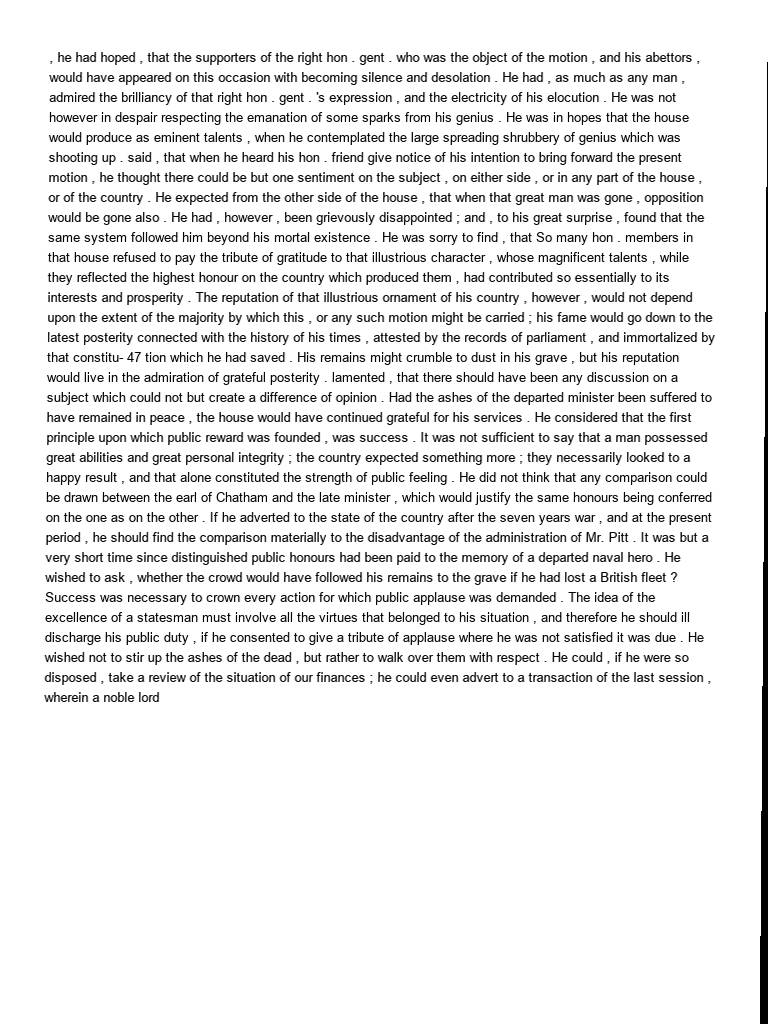 , he had hoped , that the supporters of the right hon . gent . who was the object of the motion , and his abettors ,
would have appeared on this occasion with becoming silence and desolation . He had , as much as any man ,
admired the brilliancy of that right hon . gent . 's expression , and the electricity of his elocution . He was not
however in despair respecting the emanation of some sparks from his genius . He was in hopes that the house
would produce as eminent talents , when he contemplated the large spreading shrubbery of genius which was
shooting up . said , that when he heard his hon . friend give notice of his intention to bring forward the present
motion , he thought there could be but one sentiment on the subject , on either side , or in any part of the house ,
or of the country . He expected from the other side of the house , that when that great man was gone , opposition
would be gone also . He had , however , been grievously disappointed ; and , to his great surprise , found that the
same system followed him beyond his mortal existence . He was sorry to find , that So many hon . members in
that house refused to pay the tribute of gratitude to that illustrious character , whose magnificent talents , while
they reflected the highest honour on the country which produced them , had contributed so essentially to its
interests and prosperity . The reputation of that illustrious ornament of his country , however , would not depend
upon the extent of the majority by which this , or any such motion might be carried ; his fame would go down to the
latest posterity connected with the history of his times , attested by the records of parliament , and immortalized by
that constitu- 47 tion which he had saved . His remains might crumble to dust in his grave , but his reputation
would live in the admiration of grateful posterity . lamented , that there should have been any discussion on a
subject which could not but create a difference of opinion . Had the ashes of the departed minister been suffered to
have remained in peace , the house would have continued grateful for his services . He considered that the first
principle upon which public reward was founded , was success . It was not sufficient to say that a man possessed
great abilities and great personal integrity ; the country expected something more ; they necessarily looked to a
happy result , and that alone constituted the strength of public feeling . He did not think that any comparison could
be drawn between the earl of Chatham and the late minister , which would justify the same honours being conferred
on the one as on the other . If he adverted to the state of the country after the seven years war , and at the present
period , he should find the comparison materially to the disadvantage of the administration of Mr. Pitt . It was but a
very short time since distinguished public honours had been paid to the memory of a departed naval hero . He
wished to ask , whether the crowd would have followed his remains to the grave if he had lost a British fleet ?
Success was necessary to crown every action for which public applause was demanded . The idea of the
excellence of a statesman must involve all the virtues that belonged to his situation , and therefore he should ill
discharge his public duty , if he consented to give a tribute of applause where he was not satisfied it was due . He
wished not to stir up the ashes of the dead , but rather to walk over them with respect . He could , if he were so
disposed , take a review of the situation of our finances ; he could even advert to a transaction of the last session ,
wherein a noble lord